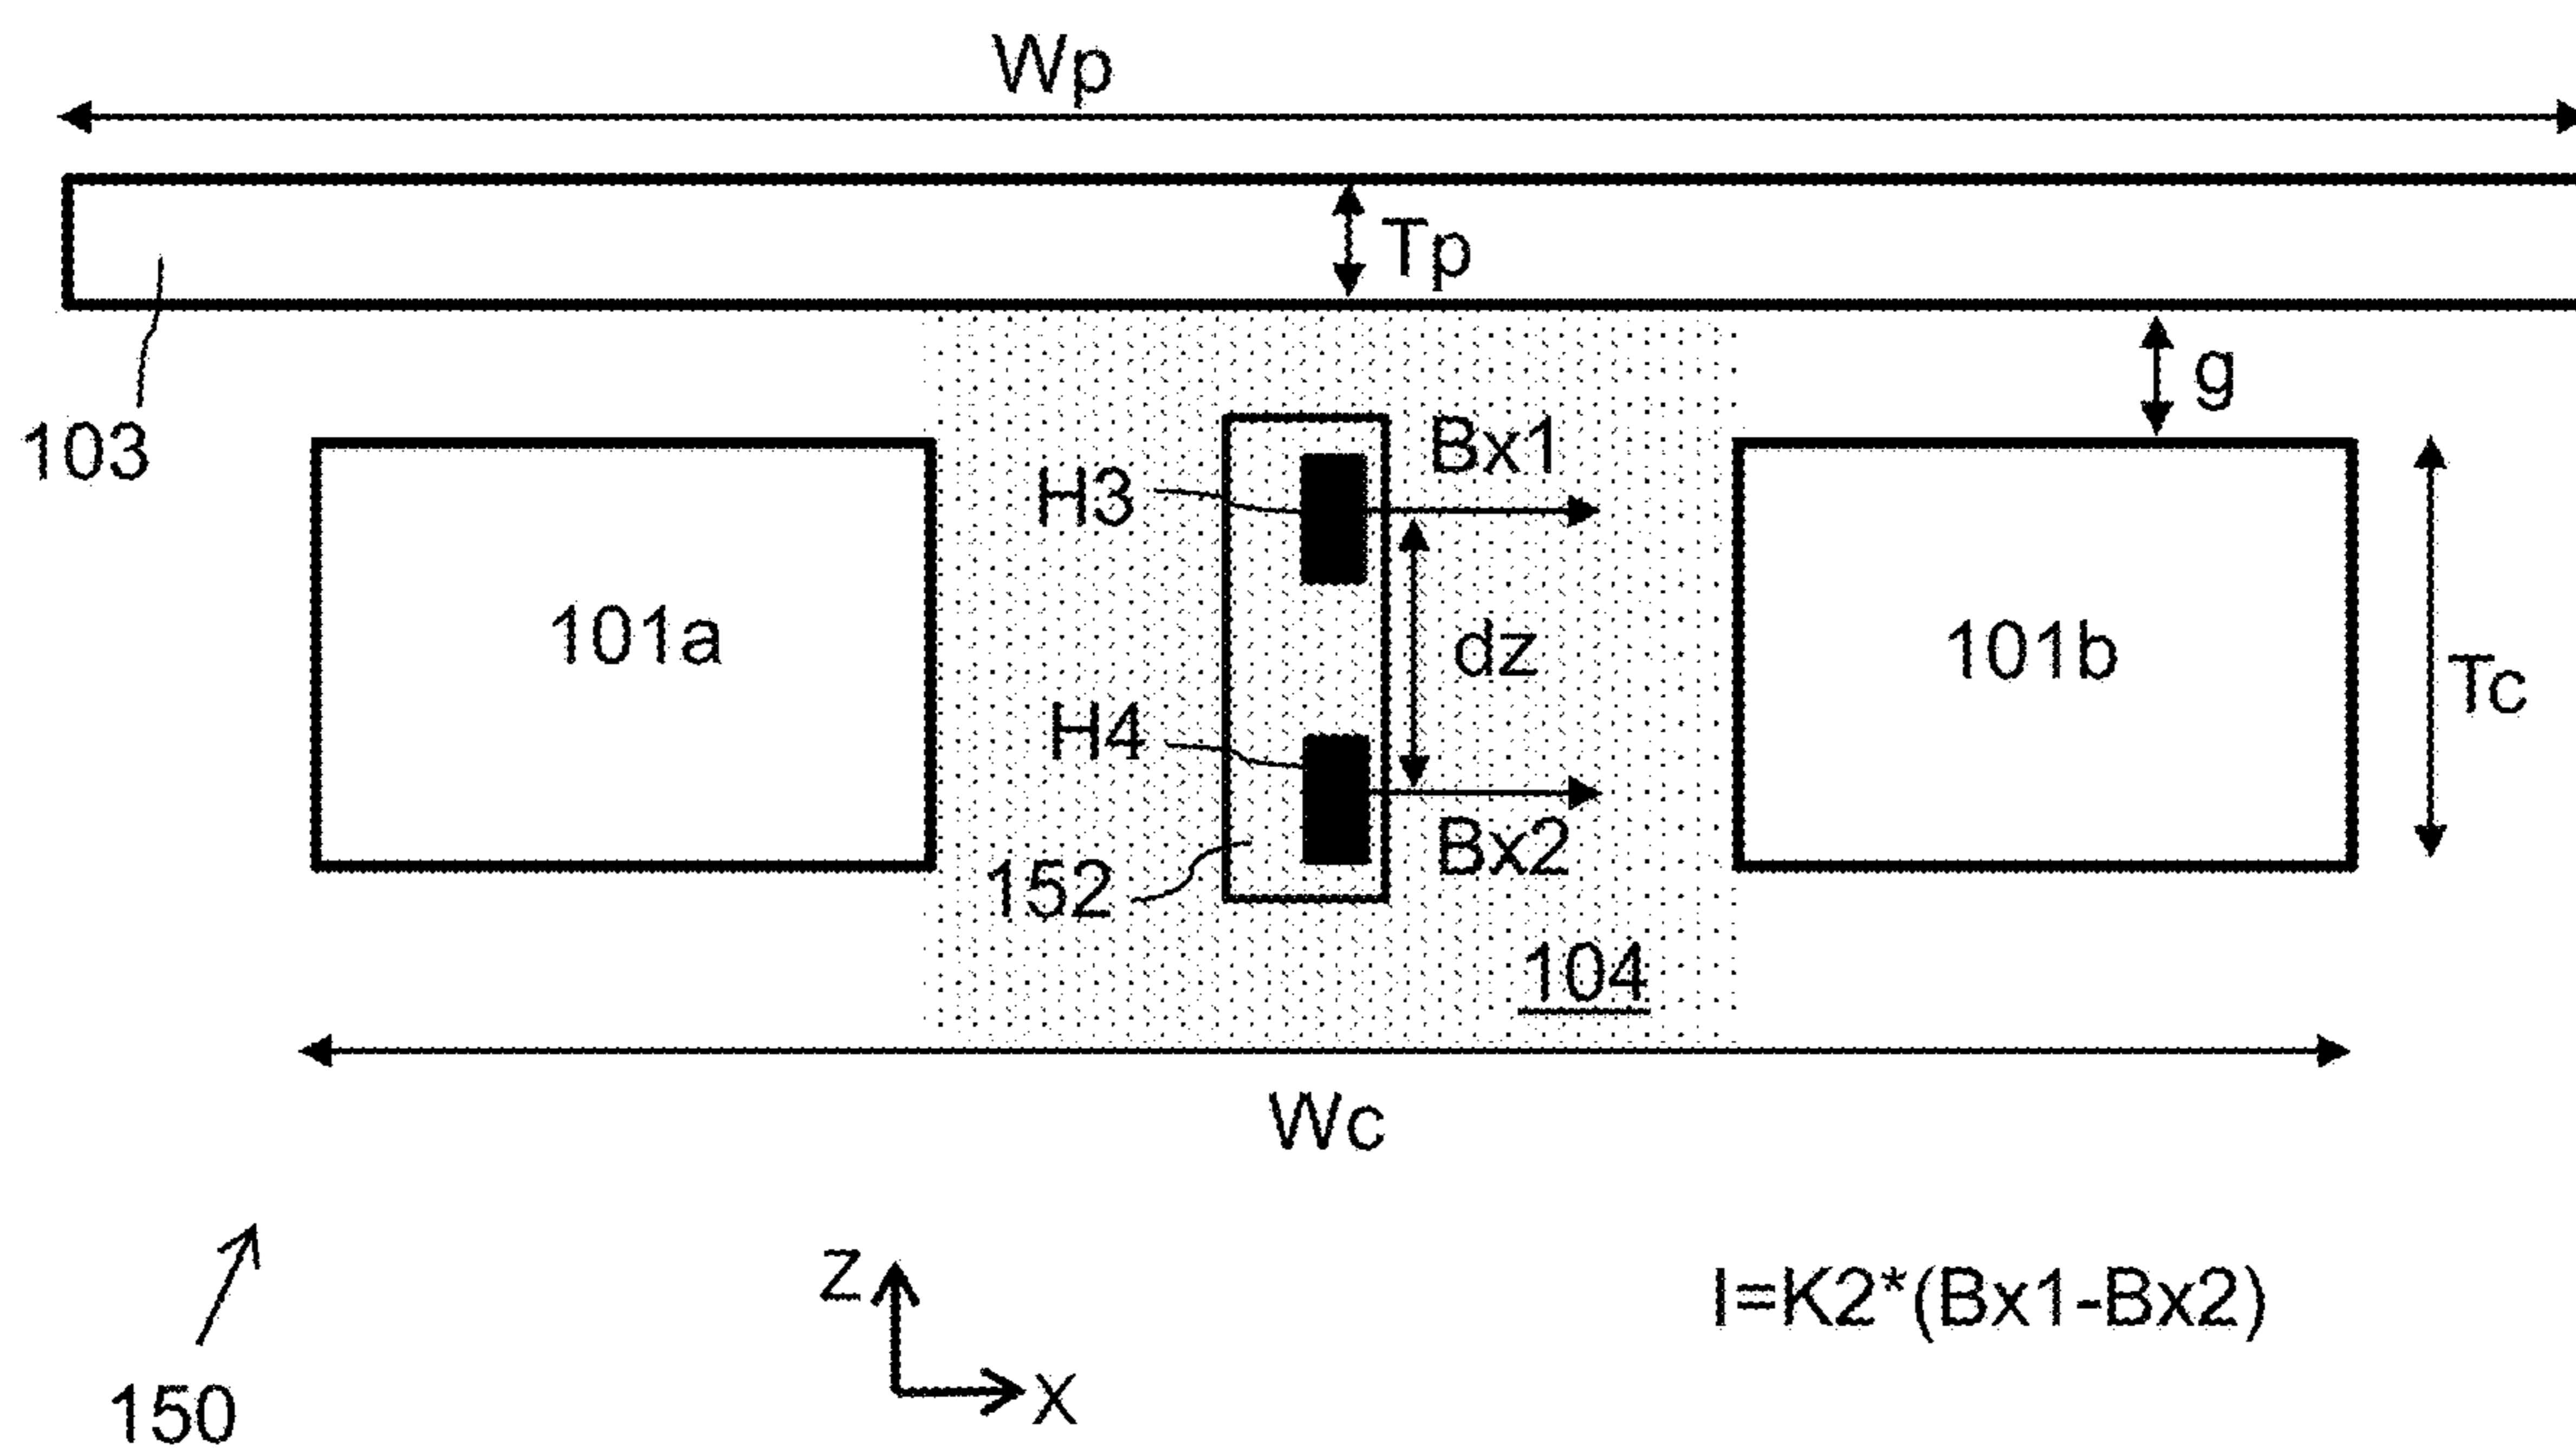 Wp
Tp
g
103
Bx1
H3
101a
dz
101b
Tc
H4
Bx2
152
104
Wc
Z
I=K2*(Bx1-Bx2)
X
150